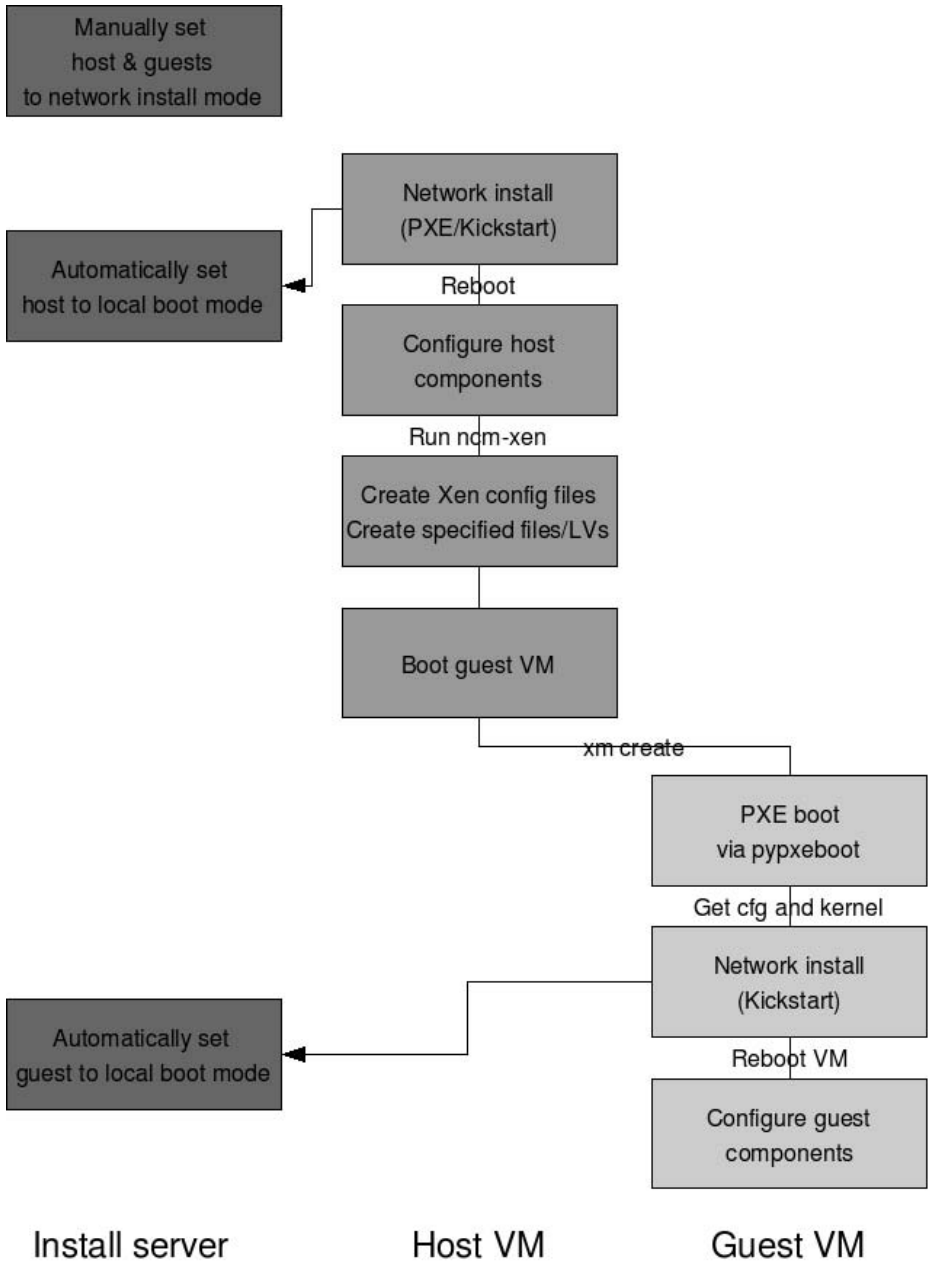 Manually set
host & guests
to network install mode
Network install
(PXE/Kickstart)
Automatically set
host to local boot mode
Reboot
Configure host
components
Run ncm-xen
Create Xen config files
Create specified files/LVs
Boot guest VM
xm create
PXE boot
via pypxeboot
Get cfg and kernel
Network install
(Kickstart)
Automatically set
guest to local boot mode
Reboot VM
Configure guest
components
Install server
Host VM
Guest VM